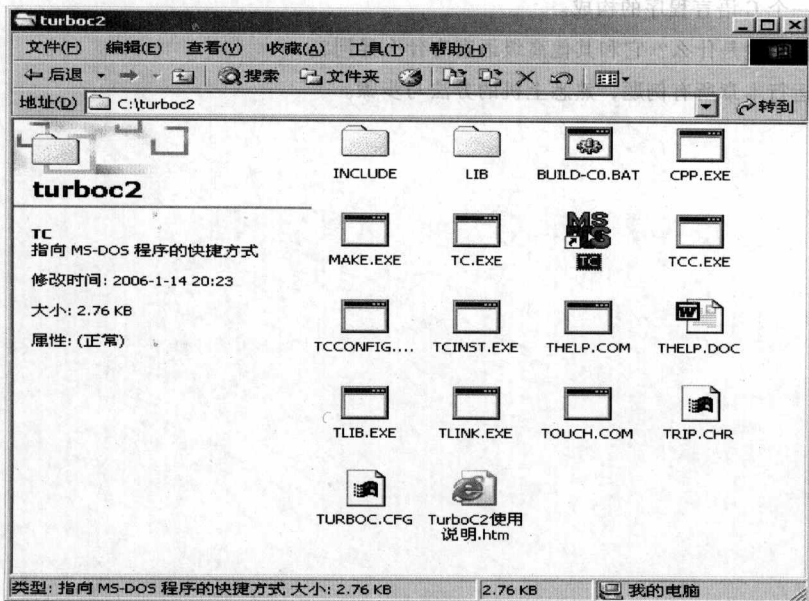 turboc2
文件(F) 编辑(E) 查看(V) 收藏(A) 工具(T) 帮助(H)
后退 搜索 文件夹
地址(D) C:\turboc2 转到
turboc2
TC
指向 MS-DOS 程序的快捷方式
修改时间: 2006-1-14 20:23
大小: 2.76 KB
属性: (正常)
INCLUDE LIB BUILD-C0.BAT CPP.EXE
MAKE.EXE TC.EXE TC TCC.EXE
TCCONFIG.... TCINST.EXE THELP.COM THELP.DOC
TLIB.EXE TLINK.EXE TOUCH.COM TRIP.CHR
TURBOC.CFG TurboC2使用
说明.htm
类型: 指向 MS-DOS 程序的快捷方式 大小: 2.76 KB 2.76 KB 我的电脑